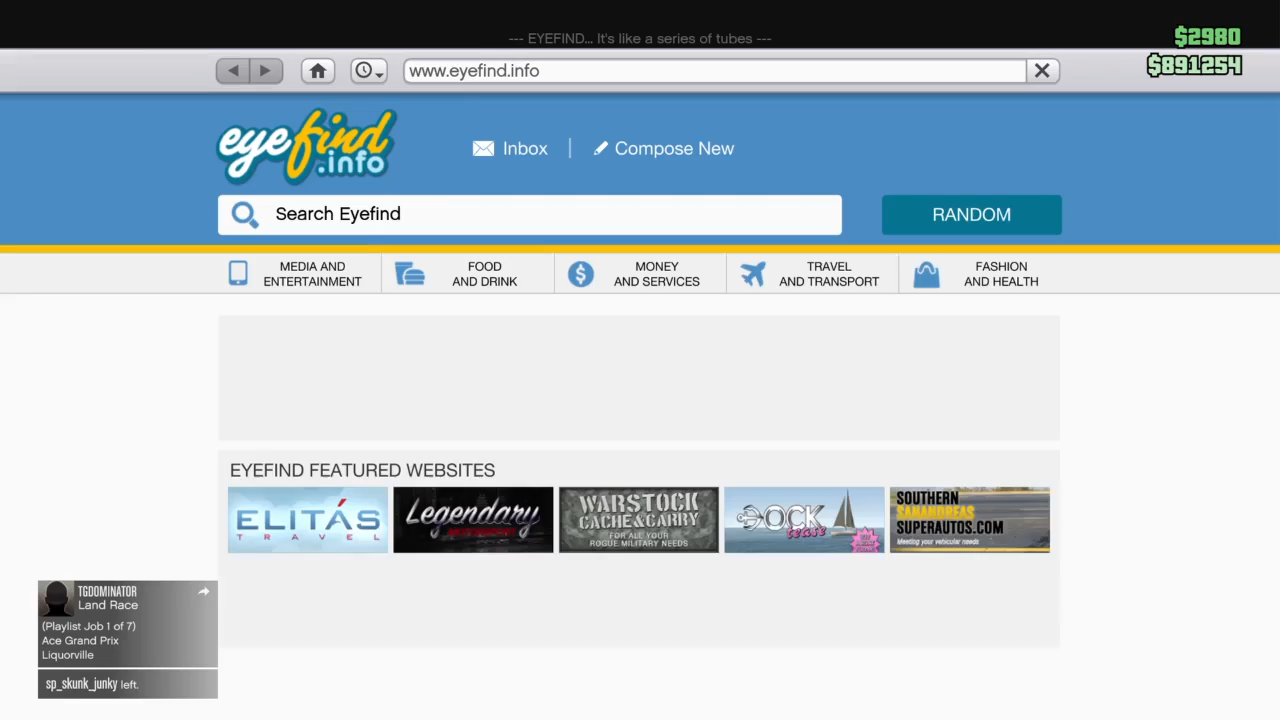 --- EYEFIND... It's like a series of tubes ---
$2980
$891254
www.eyefind.info
eyefind
.info
Inbox
Compose New
Search Eyefind
RANDOM
MEDIA AND
ENTERTAINMENT
FOOD
AND DRINK
MONEY
AND SERVICES
TRAVEL
AND TRANSPORT
FASHION
AND HEALTH
EYEFIND FEATURED WEBSITES
ELITÁS
TRAVEL
Legendary
WARSTOCK
CACHE&CARRY
FOR ALL YOUR
ROGUE MILITARY NEEDS
DOCK
tease
SOUTHERN
SANANDREAS
SUPERAUTOS.COM
Meeting your vehicular needs
TGDOMINATOR
Land Race
(Playlist Job 1 of 7)
Ace Grand Prix
Liquorville
sp_skunk_junky left.